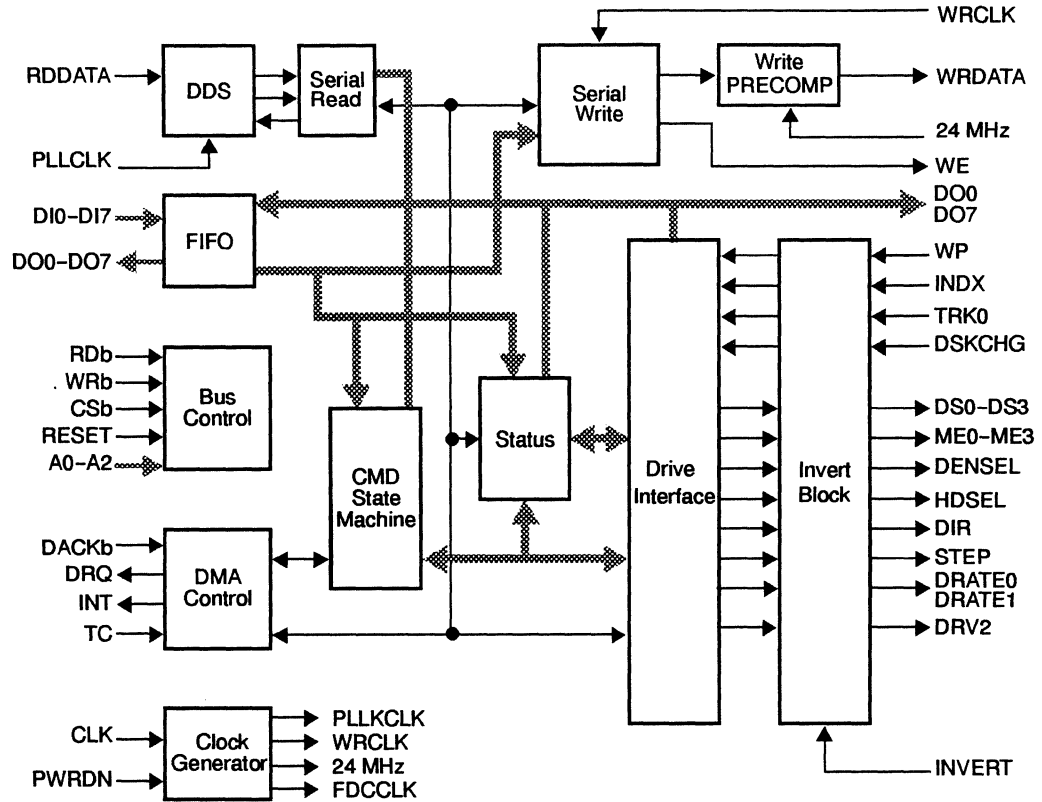 WRCLK
RDDATA
DDS
Serial
Read
Serial
Write
Write
PRECOMP
WRDATA
PLLCLK
24 MHz
WE
DI0–DI7
DO0–DO7
FIFO
DO0
DO7
WP
INDX
TRK0
DSKCHG
RDb
. WRb
CSb
RESET
A0–A2
Bus
Control
CMD
State
Machine
Status
Drive
Interface
Invert
Block
DS0–DS3
ME0–ME3
DENSEL
HDSEL
DIR
STEP
DRATE0
DRATE1
DRV2
DACKb
DRQ
INT
TC
DMA
Control
CLK
PWRDN
Clock
Generator
PLLKCLK
WRCLK
24 MHz
FDCCLK
INVERT